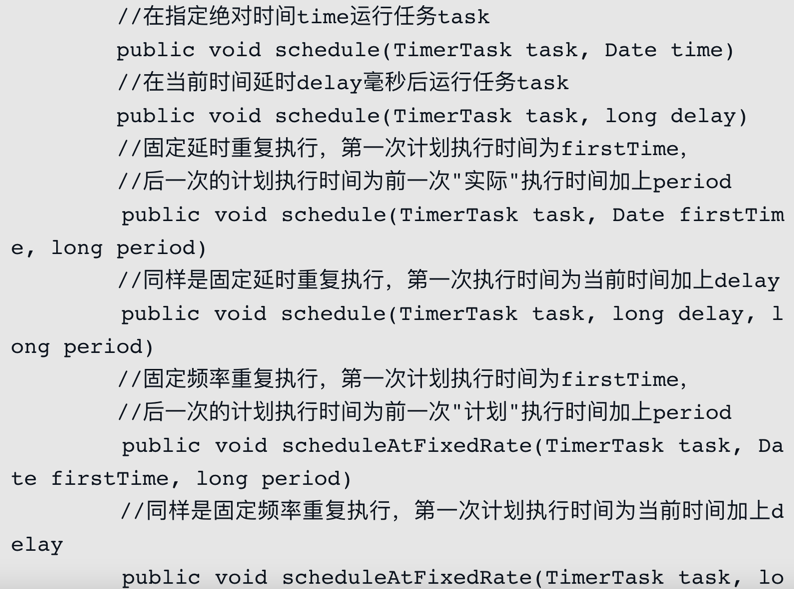 //在指定绝对时间time运行任务task
public void schedule(TimerTask task, Date time)
//在当前时间延时delay毫秒后运行任务task
public void schedule(TimerTask task, long delay)
//固定延时重复执行，第一次计划执行时间为firstTime，
//后一次的计划执行时间为前一次"实际"执行时间加上period
public void schedule(TimerTask task, Date firstTim
e, long period)
//同样是固定延时重复执行，第一次执行时间为当前时间加上delay
public void schedule(TimerTask task, long delay, l
ong period)
//固定频率重复执行，第一次计划执行时间为firstTime，
//后一次的计划执行时间为前一次"计划"执行时间加上period
public void scheduleAtFixedRate(TimerTask task, Da
te firstTime, long period)
//同样是固定频率重复执行，第一次计划执行时间为当前时间加上d
elay
public void scheduleAtFixedRate(TimerTask task, lo